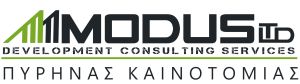 MODUS LTD
DEVELOPMENT CONSULTING SERVICES
ΠΥΡΗΝΑΣ ΚΑΙΝΟΤΟΜΙΑΣ